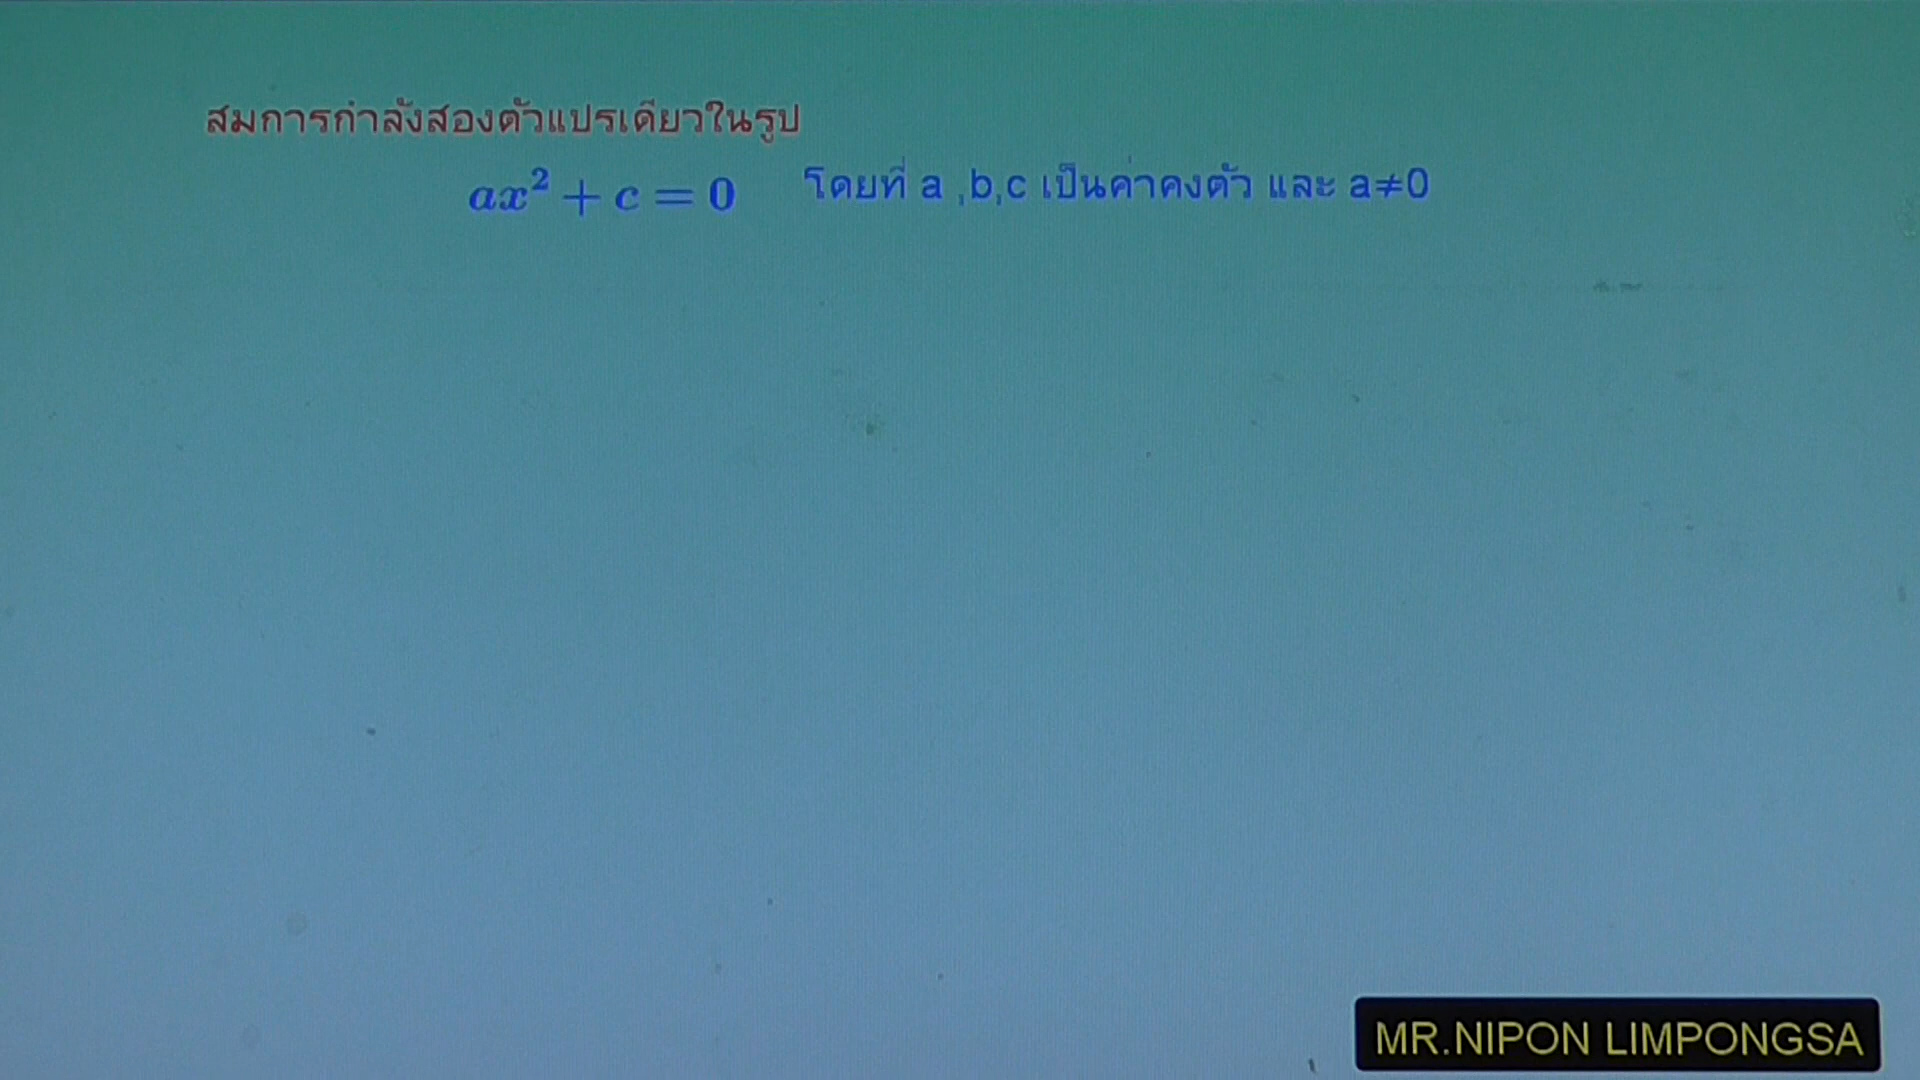 สมการกำลังสองตัวแปรเดียวในรูป
ax² + c = 0 โดยที่ a ,b,c เป็นค่าคงตัว และ a≠0
MR.NIPON LIMPONGSA